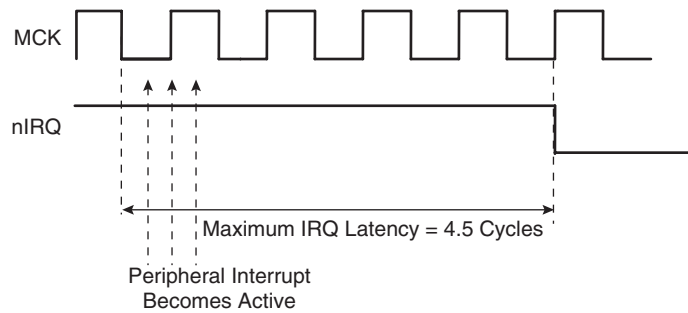 MCK
nIRQ
Maximum IRQ Latency = 4.5 Cycles
Peripheral Interrupt
Becomes Active